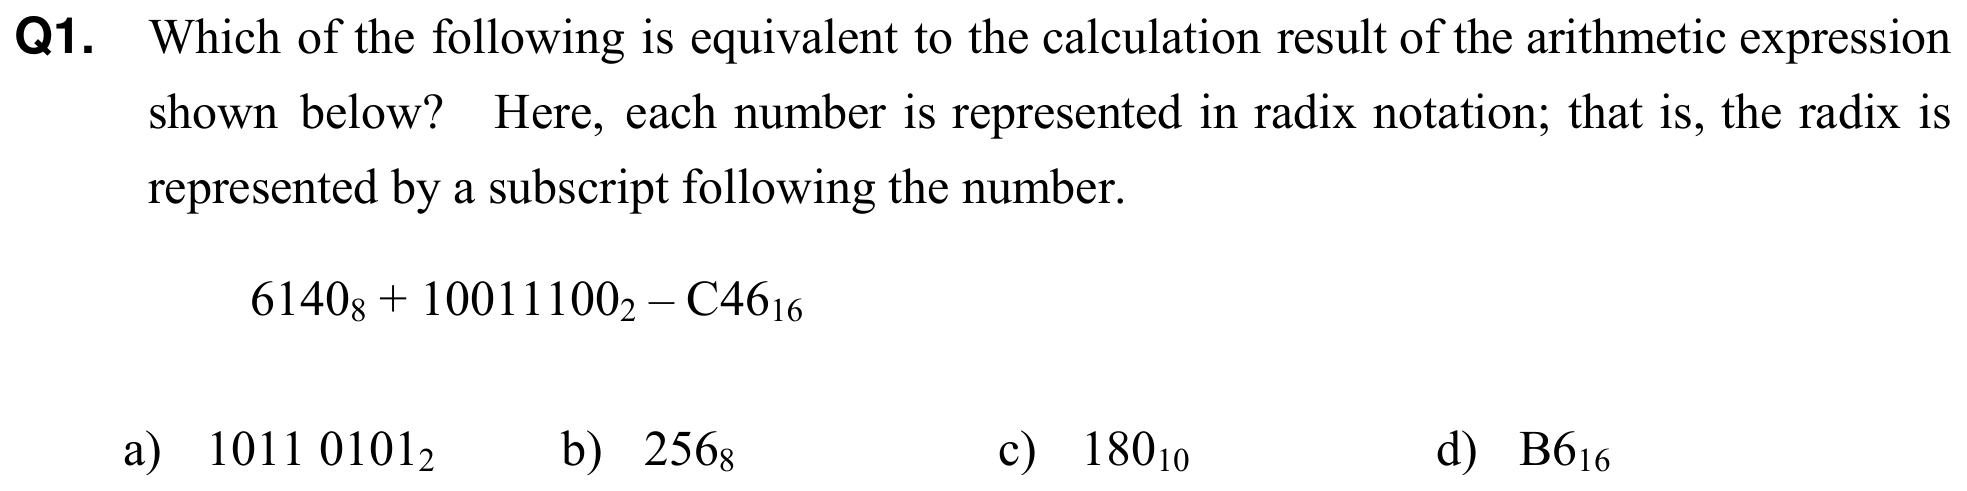 Q1. Which of the following is equivalent to the calculation result of the arithmetic expression
shown below? Here, each number is represented in radix notation; that is, the radix is
represented by a subscript following the number.
6140₈ + 10011100₂ – C46₁₆
a) 1011 0101₂ b) 256₈ c) 180₁₀ d) B6₁₆